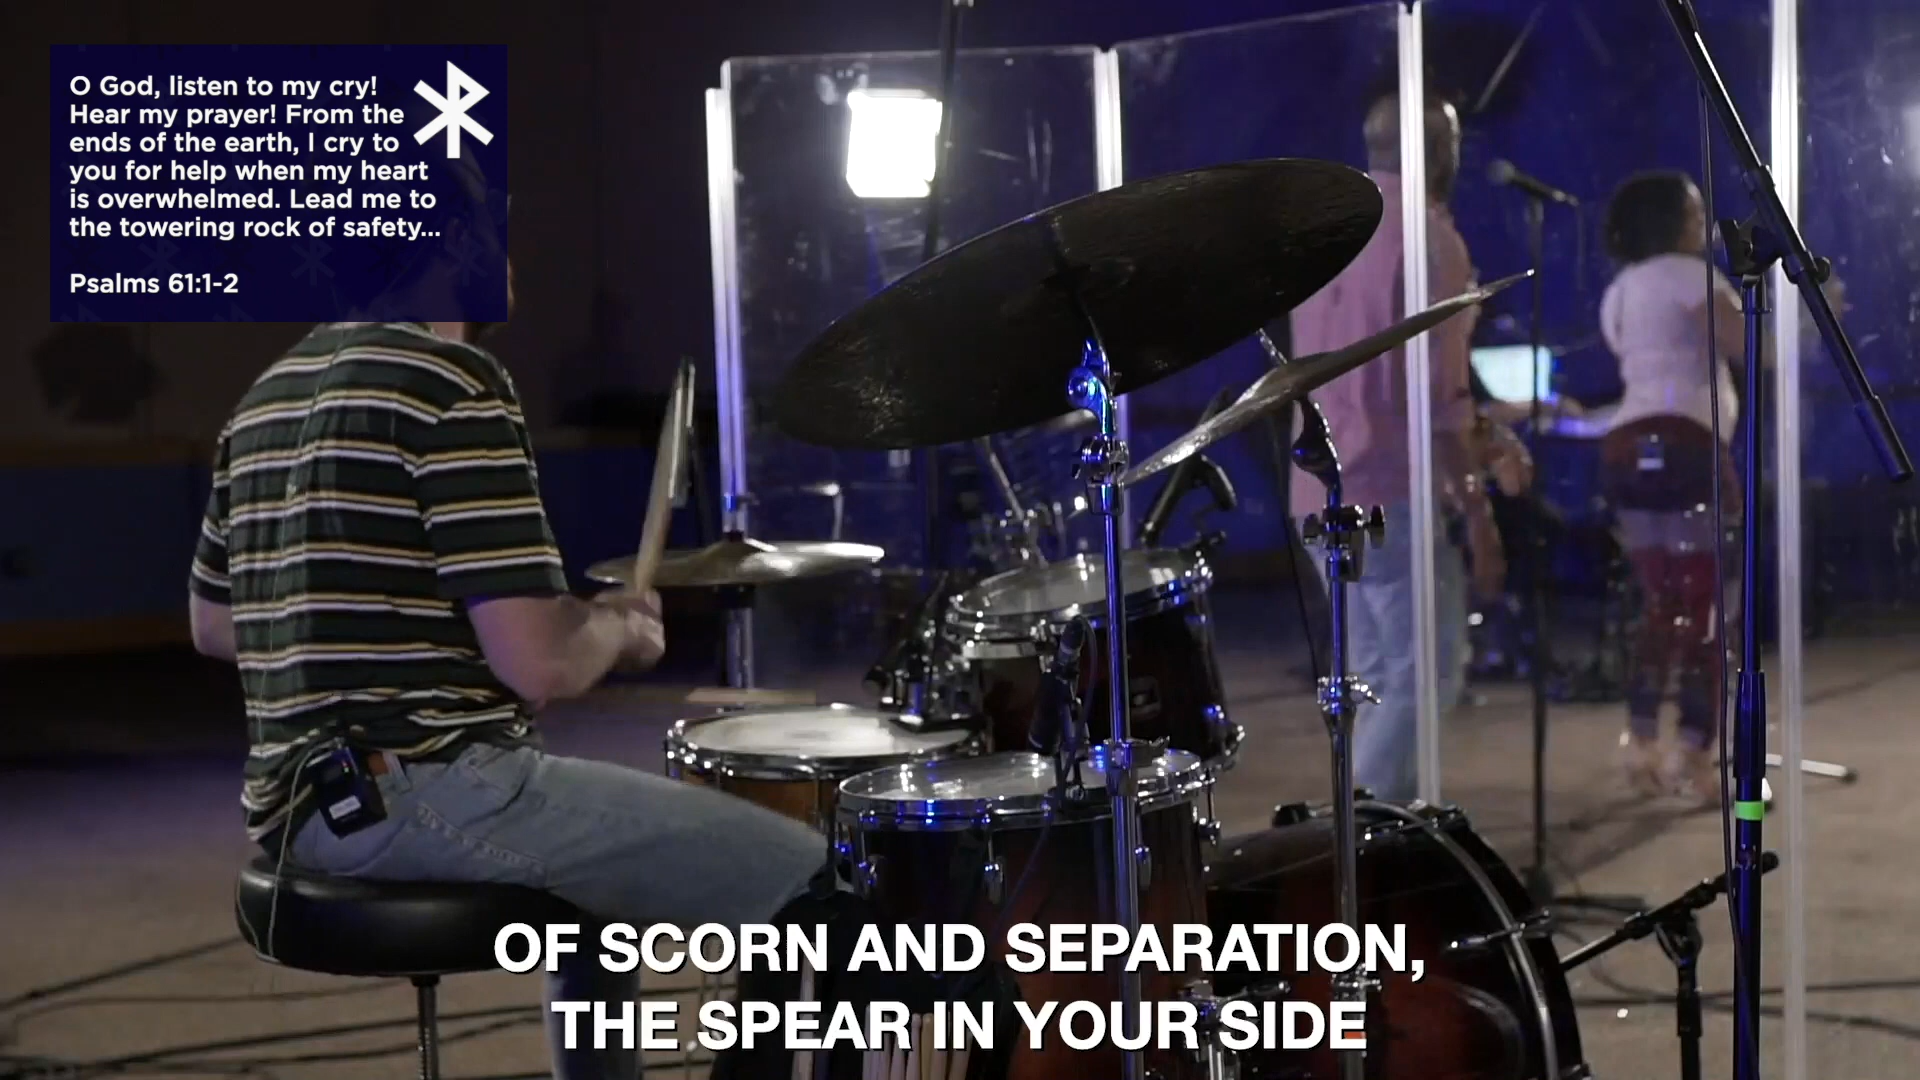 O God, listen to my cry!
Hear my prayer! From the
ends of the earth, I cry to
you for help when my heart
is overwhelmed. Lead me to
the towering rock of safety...
Psalms 61:1-2
OF SCORN AND SEPARATION,
THE SPEAR IN YOUR SIDE